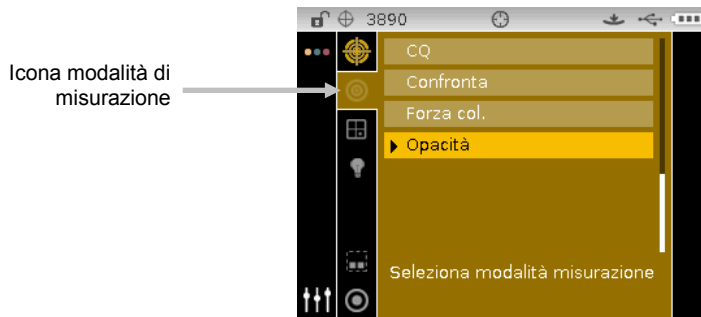 3890
Icona modalità di
misurazione
CQ
Confronta
Forza col.
Opacità
Seleziona modalità misurazione